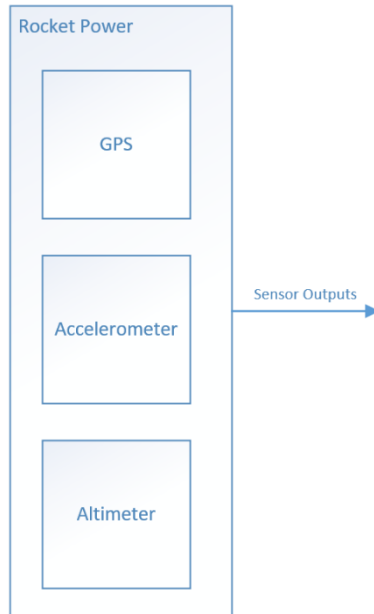 Rocket Power
GPS
Accelerometer
Sensor Outputs
Altimeter